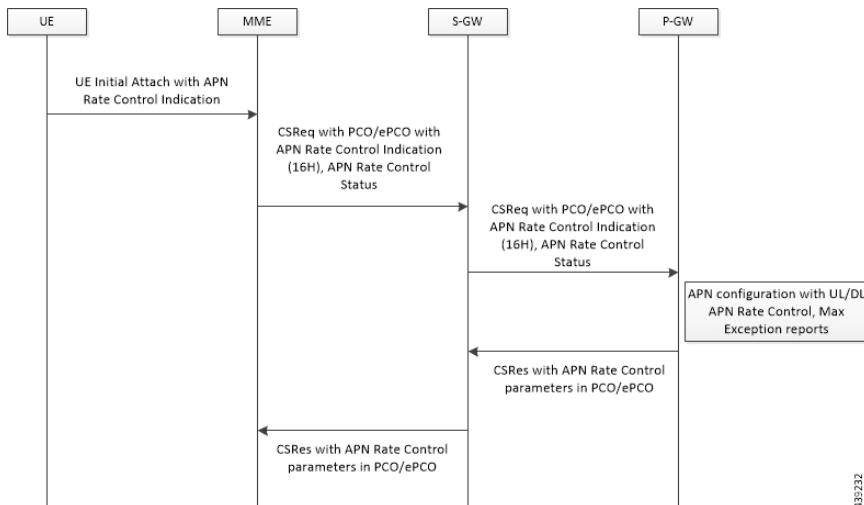 UE
MME
S-GW
P-GW
UE Initial Attach with APN
Rate Control Indication
CSReq with PCO/ePCO with
APN Rate Control Indication
(16H), APN Rate Control
Status
CSReq with PCO/ePCO with
APN Rate Control Indication
(16H), APN Rate Control
Status
APN configuration with UL/DL
APN Rate Control, Max
Exception reports
CSRes with APN Rate Control
parameters in PCO/ePCO
CSRes with APN Rate Control
parameters in PCO/ePCO
439232